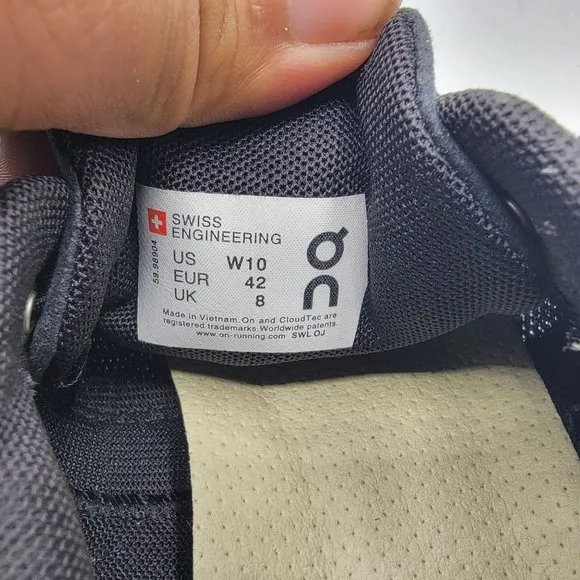 SWISS
ENGINEERING
US W10
EUR 42
UK 8
Made in Vietnam. On and CloudTec are
registered trademarks. Worldwide patents.
www.on-running.com SWL OJ
59.98904
on